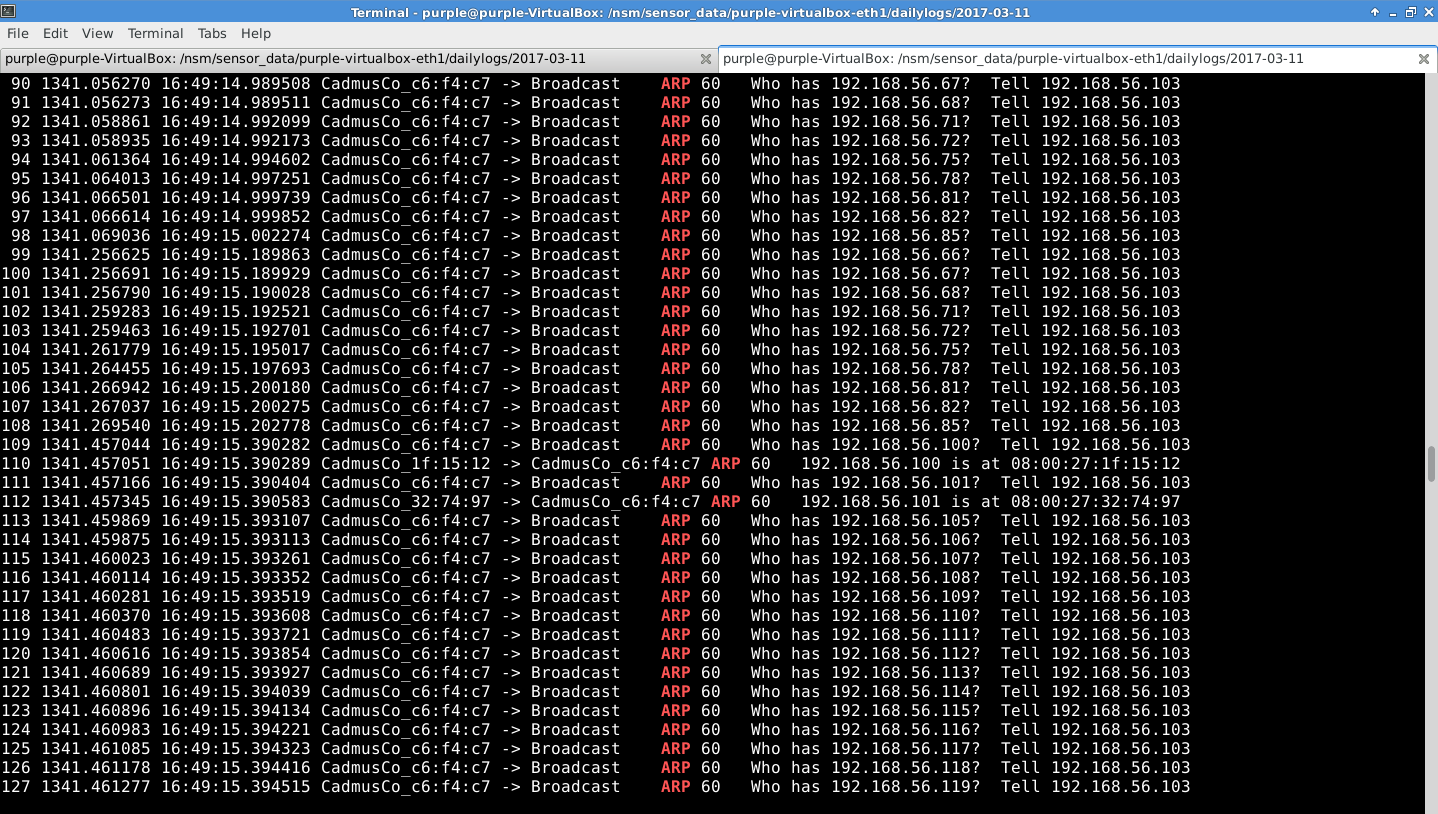 Terminal - purple@purple-VirtualBox: /nsm/sensor_data/purple-virtualbox-eth1/dailylogs/2017-03-11
File Edit View Terminal Tabs Help
purple@purple-VirtualBox: /nsm/sensor_data/purple-virtualbox-eth1/dailylogs/2017-03-11 purple@purple-VirtualBox: /nsm/sensor_data/purple-virtualbox-eth1/dailylogs/2017-03-11
90 1341.056270 16:49:14.989508 CadmusCo_c6:f4:c7 -> Broadcast ARP 60 Who has 192.168.56.67? Tell 192.168.56.103
91 1341.056273 16:49:14.989511 CadmusCo_c6:f4:c7 -> Broadcast ARP 60 Who has 192.168.56.68? Tell 192.168.56.103
92 1341.058861 16:49:14.992099 CadmusCo_c6:f4:c7 -> Broadcast ARP 60 Who has 192.168.56.71? Tell 192.168.56.103
93 1341.058935 16:49:14.992173 CadmusCo_c6:f4:c7 -> Broadcast ARP 60 Who has 192.168.56.72? Tell 192.168.56.103
94 1341.061364 16:49:14.994602 CadmusCo_c6:f4:c7 -> Broadcast ARP 60 Who has 192.168.56.75? Tell 192.168.56.103
95 1341.064013 16:49:14.997251 CadmusCo_c6:f4:c7 -> Broadcast ARP 60 Who has 192.168.56.78? Tell 192.168.56.103
96 1341.066501 16:49:14.999739 CadmusCo_c6:f4:c7 -> Broadcast ARP 60 Who has 192.168.56.81? Tell 192.168.56.103
97 1341.066614 16:49:14.999852 CadmusCo_c6:f4:c7 -> Broadcast ARP 60 Who has 192.168.56.82? Tell 192.168.56.103
98 1341.069036 16:49:15.002274 CadmusCo_c6:f4:c7 -> Broadcast ARP 60 Who has 192.168.56.85? Tell 192.168.56.103
99 1341.256625 16:49:15.189863 CadmusCo_c6:f4:c7 -> Broadcast ARP 60 Who has 192.168.56.66? Tell 192.168.56.103
100 1341.256691 16:49:15.189929 CadmusCo_c6:f4:c7 -> Broadcast ARP 60 Who has 192.168.56.67? Tell 192.168.56.103
101 1341.256790 16:49:15.190028 CadmusCo_c6:f4:c7 -> Broadcast ARP 60 Who has 192.168.56.68? Tell 192.168.56.103
102 1341.259283 16:49:15.192521 CadmusCo_c6:f4:c7 -> Broadcast ARP 60 Who has 192.168.56.71? Tell 192.168.56.103
103 1341.259463 16:49:15.192701 CadmusCo_c6:f4:c7 -> Broadcast ARP 60 Who has 192.168.56.72? Tell 192.168.56.103
104 1341.261779 16:49:15.195017 CadmusCo_c6:f4:c7 -> Broadcast ARP 60 Who has 192.168.56.75? Tell 192.168.56.103
105 1341.264455 16:49:15.197693 CadmusCo_c6:f4:c7 -> Broadcast ARP 60 Who has 192.168.56.78? Tell 192.168.56.103
106 1341.266942 16:49:15.200180 CadmusCo_c6:f4:c7 -> Broadcast ARP 60 Who has 192.168.56.81? Tell 192.168.56.103
107 1341.267037 16:49:15.200275 CadmusCo_c6:f4:c7 -> Broadcast ARP 60 Who has 192.168.56.82? Tell 192.168.56.103
108 1341.269540 16:49:15.202778 CadmusCo_c6:f4:c7 -> Broadcast ARP 60 Who has 192.168.56.85? Tell 192.168.56.103
109 1341.457044 16:49:15.390282 CadmusCo_c6:f4:c7 -> Broadcast ARP 60 Who has 192.168.56.100? Tell 192.168.56.103
110 1341.457051 16:49:15.390289 CadmusCo_1f:15:12 -> CadmusCo_c6:f4:c7 ARP 60 192.168.56.100 is at 08:00:27:1f:15:12
111 1341.457166 16:49:15.390404 CadmusCo_c6:f4:c7 -> Broadcast ARP 60 Who has 192.168.56.101? Tell 192.168.56.103
112 1341.457345 16:49:15.390583 CadmusCo_32:74:97 -> CadmusCo_c6:f4:c7 ARP 60 192.168.56.101 is at 08:00:27:32:74:97
113 1341.459869 16:49:15.393107 CadmusCo_c6:f4:c7 -> Broadcast ARP 60 Who has 192.168.56.105? Tell 192.168.56.103
114 1341.459875 16:49:15.393113 CadmusCo_c6:f4:c7 -> Broadcast ARP 60 Who has 192.168.56.106? Tell 192.168.56.103
115 1341.460023 16:49:15.393261 CadmusCo_c6:f4:c7 -> Broadcast ARP 60 Who has 192.168.56.107? Tell 192.168.56.103
116 1341.460114 16:49:15.393352 CadmusCo_c6:f4:c7 -> Broadcast ARP 60 Who has 192.168.56.108? Tell 192.168.56.103
117 1341.460281 16:49:15.393519 CadmusCo_c6:f4:c7 -> Broadcast ARP 60 Who has 192.168.56.109? Tell 192.168.56.103
118 1341.460370 16:49:15.393608 CadmusCo_c6:f4:c7 -> Broadcast ARP 60 Who has 192.168.56.110? Tell 192.168.56.103
119 1341.460483 16:49:15.393721 CadmusCo_c6:f4:c7 -> Broadcast ARP 60 Who has 192.168.56.111? Tell 192.168.56.103
120 1341.460616 16:49:15.393854 CadmusCo_c6:f4:c7 -> Broadcast ARP 60 Who has 192.168.56.112? Tell 192.168.56.103
121 1341.460689 16:49:15.393927 CadmusCo_c6:f4:c7 -> Broadcast ARP 60 Who has 192.168.56.113? Tell 192.168.56.103
122 1341.460801 16:49:15.394039 CadmusCo_c6:f4:c7 -> Broadcast ARP 60 Who has 192.168.56.114? Tell 192.168.56.103
123 1341.460896 16:49:15.394134 CadmusCo_c6:f4:c7 -> Broadcast ARP 60 Who has 192.168.56.115? Tell 192.168.56.103
124 1341.460983 16:49:15.394221 CadmusCo_c6:f4:c7 -> Broadcast ARP 60 Who has 192.168.56.116? Tell 192.168.56.103
125 1341.461085 16:49:15.394323 CadmusCo_c6:f4:c7 -> Broadcast ARP 60 Who has 192.168.56.117? Tell 192.168.56.103
126 1341.461178 16:49:15.394416 CadmusCo_c6:f4:c7 -> Broadcast ARP 60 Who has 192.168.56.118? Tell 192.168.56.103
127 1341.461277 16:49:15.394515 CadmusCo_c6:f4:c7 -> Broadcast ARP 60 Who has 192.168.56.119? Tell 192.168.56.103